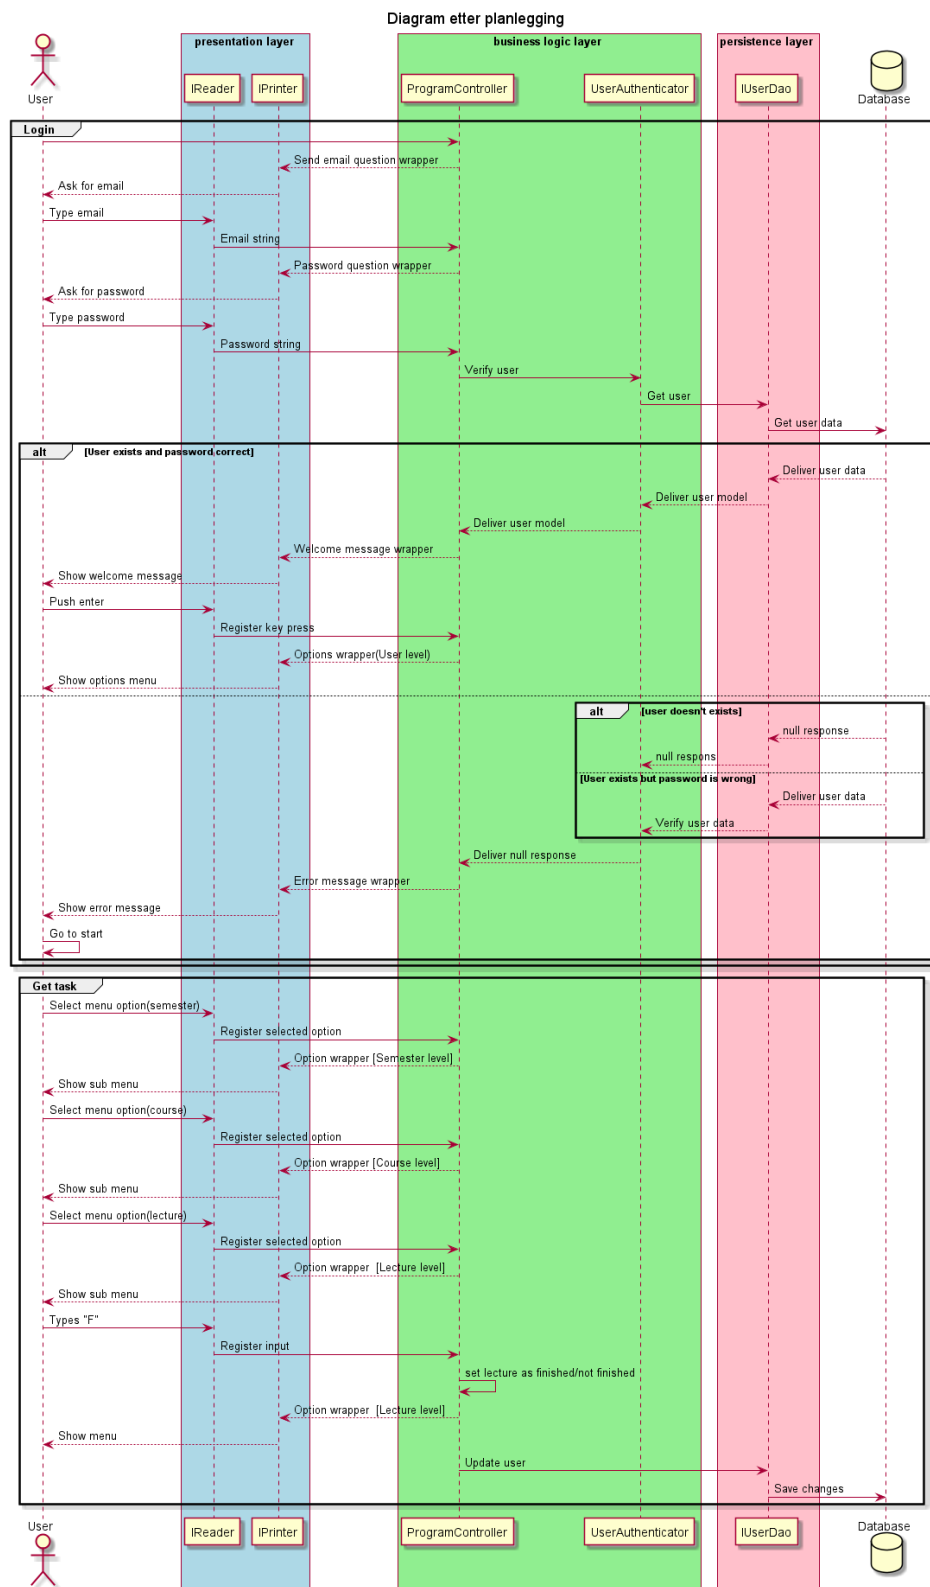 Diagram etter planlegging
presentation layer
business logic layer
persistence layer
User
IReader
IPrinter
ProgramController
UserAuthenticator
IUserDao
Database
Login
Send email question wrapper
Ask for email
Type email
Email string
Password question wrapper
Ask for password
Type password
Password string
Verify user
Get user
Get user data
alt [User exists and password correct]
Deliver user data
Deliver user model
Deliver user model
Welcome message wrapper
Show welcome message
Push enter
Register key press
Options wrapper(User level)
Show options menu
alt [user doesn't exists]
null response
null respons
[User exists but password is wrong]
Deliver user data
Verify user data
Deliver null response
Error message wrapper
Show error message
Go to start
Get task
Select menu option(semester)
Register selected option
Option wrapper [Semester level]
Show sub menu
Select menu option(course)
Register selected option
Option wrapper [Course level]
Show sub menu
Select menu option(lecture)
Register selected option
Option wrapper  [Lecture level]
Show sub menu
Types "F"
Register input
set lecture as finished/not finished
Option wrapper  [Lecture level]
Show menu
Update user
Save changes
User
IReader
IPrinter
ProgramController
UserAuthenticator
IUserDao
Database